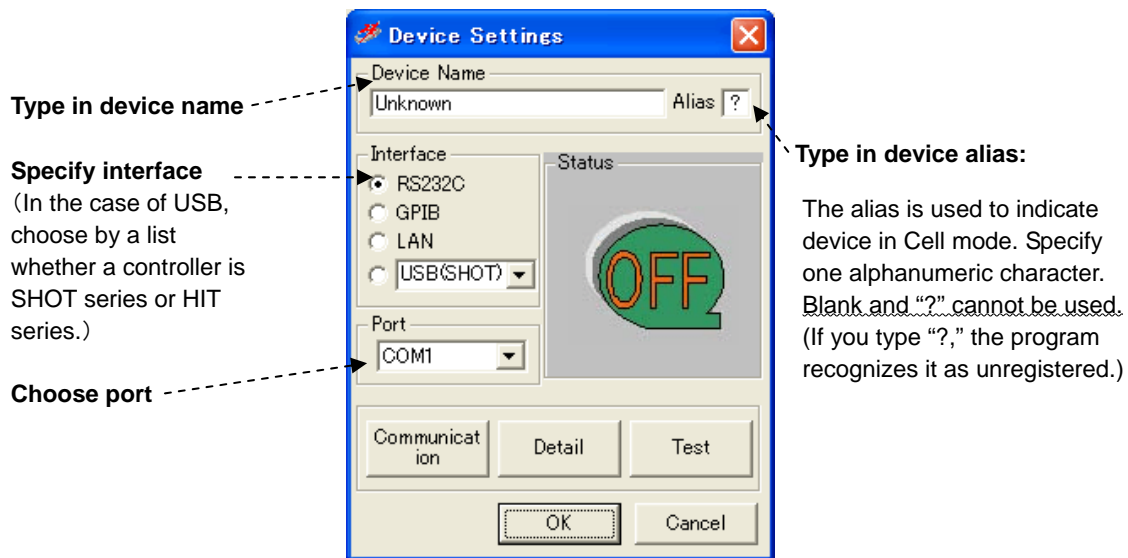 Device Settings
Device Name
Unknown
Alias ?
Interface
RS232C
GPIB
LAN
USB(SHOT)
Status
OFF
Port
COM1
Communicat
ion
Detail
Test
OK
Cancel
Type in device name
Specify interface
（In the case of USB,
choose by a list
whether a controller is
SHOT series or HIT
series.）
Choose port
Type in device alias:
The alias is used to indicate
device in Cell mode. Specify
one alphanumeric character.
Blank and “?” cannot be used.
(If you type “?,” the program
recognizes it as unregistered.)